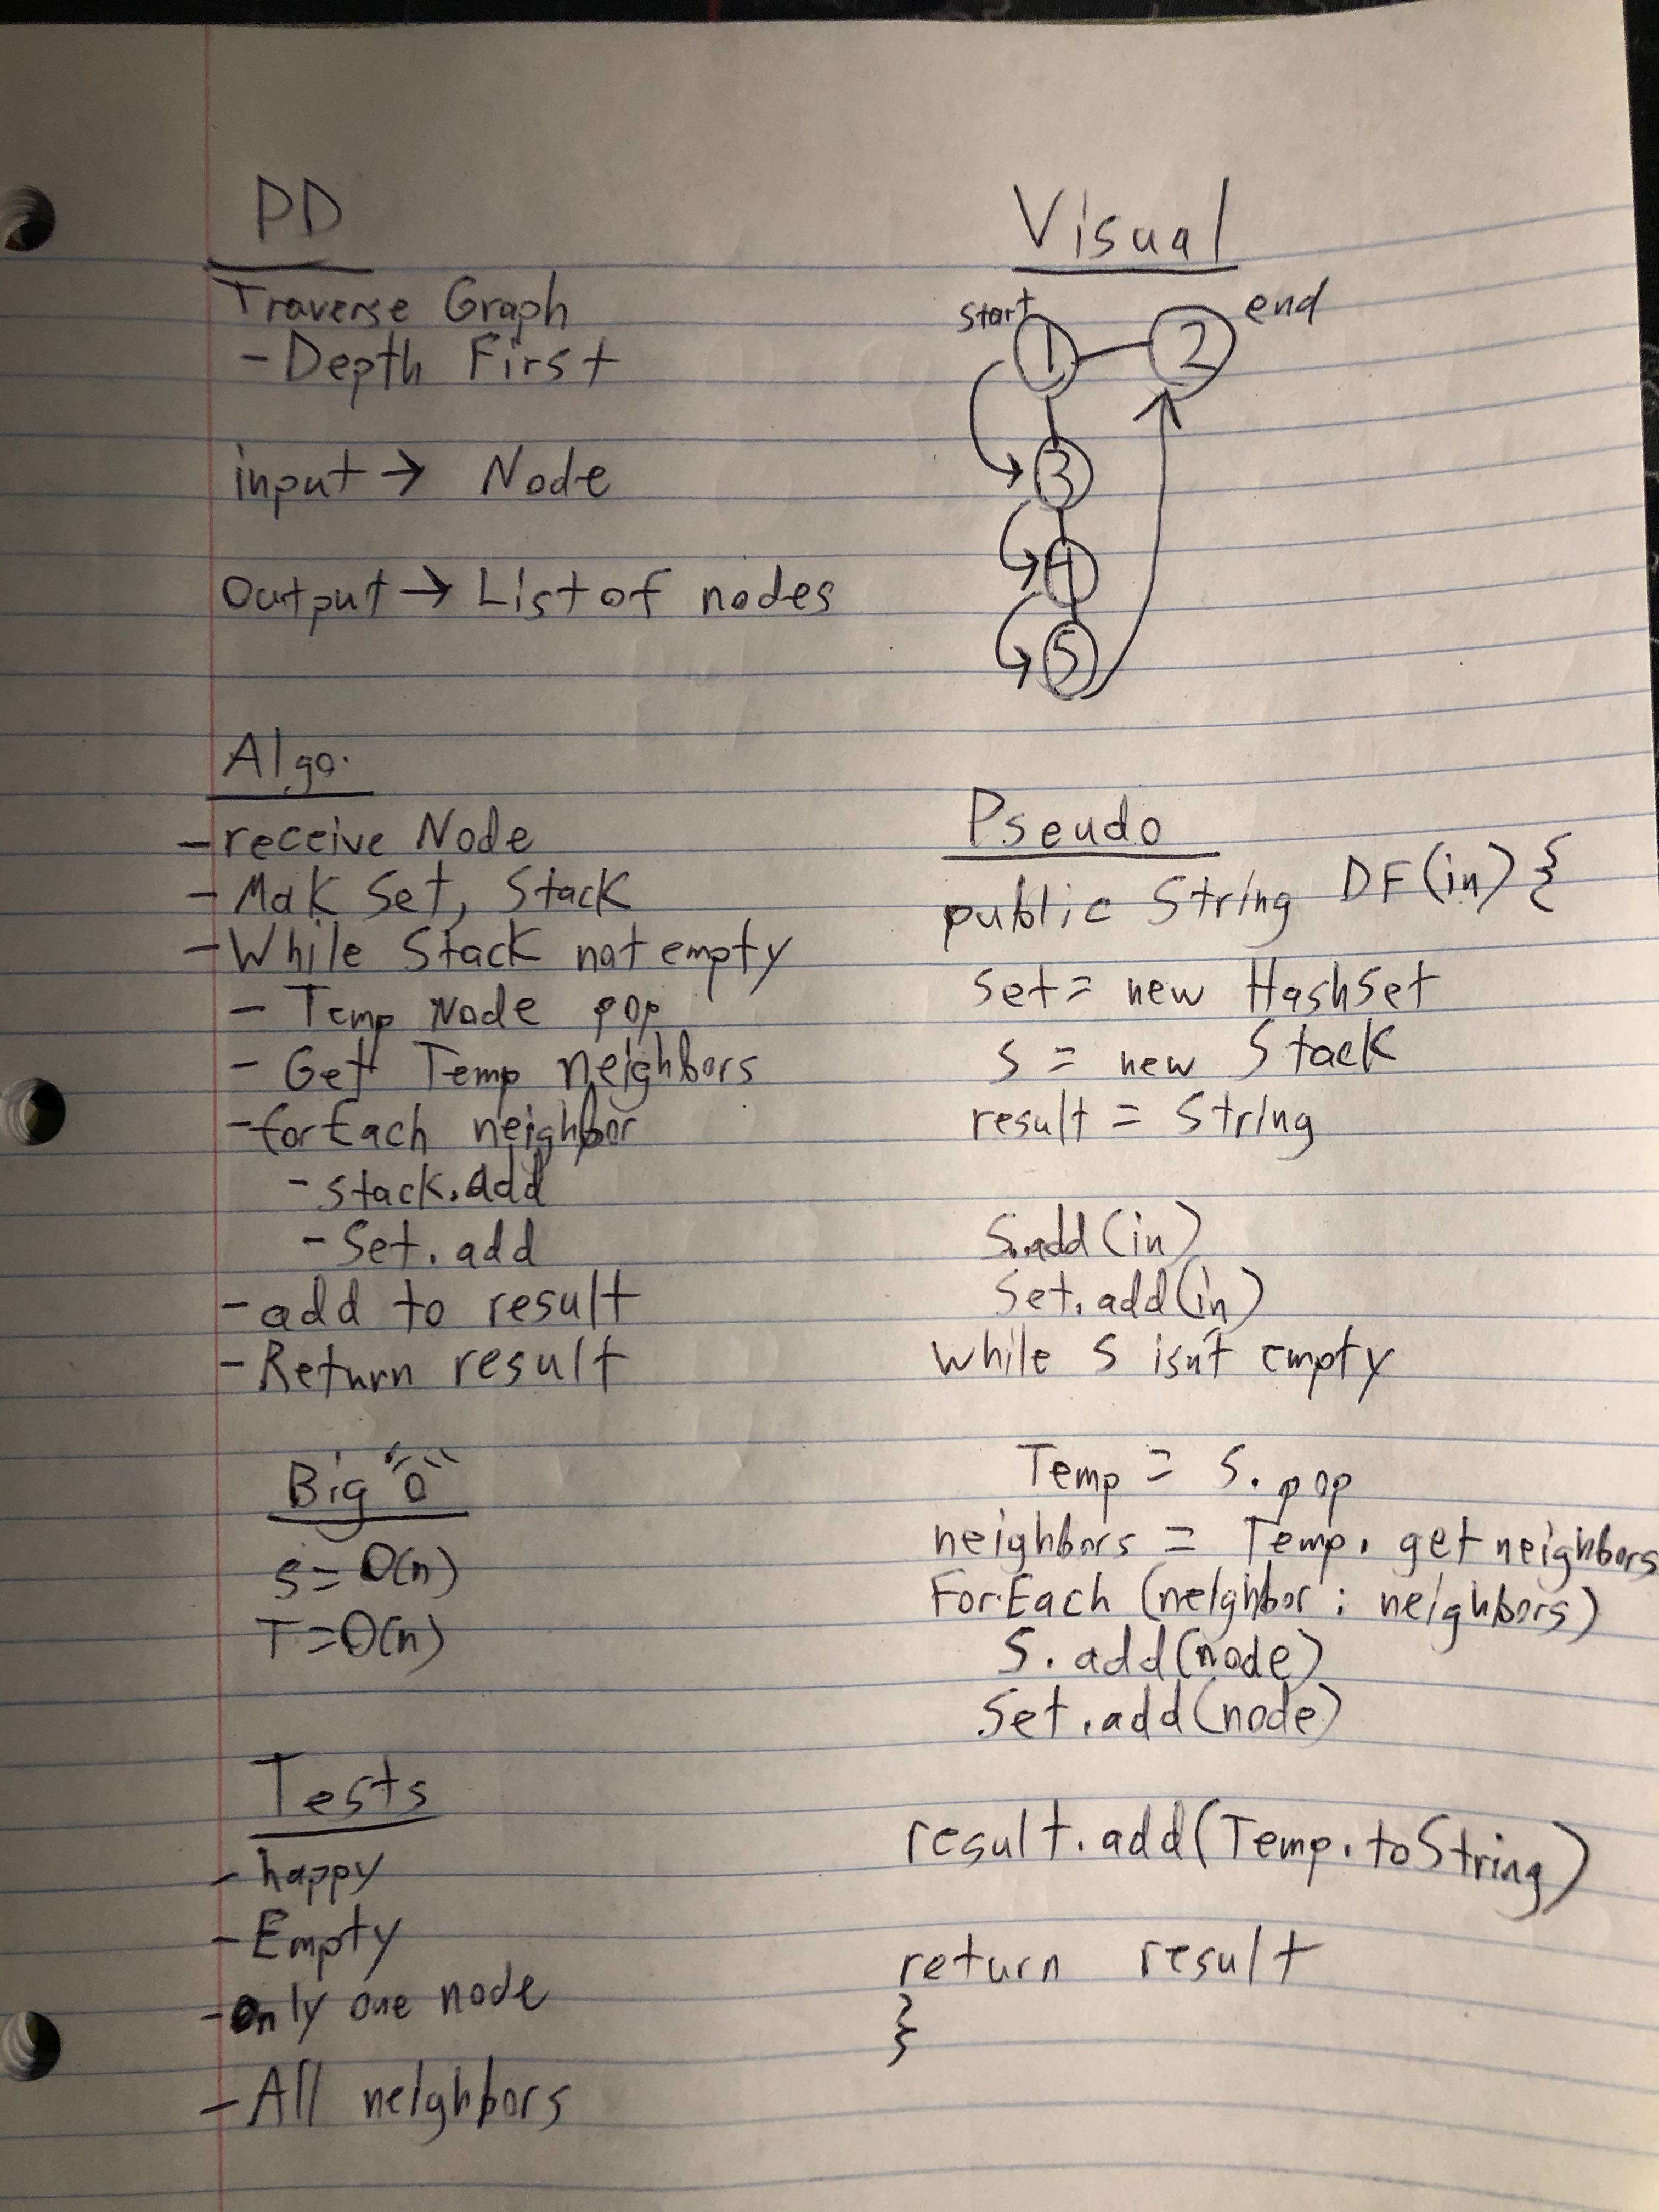 PD
Traverse Graph
- Depth First
input → Node
Output → List of nodes
Visual
start
end
1
2
3
4
5
Algo.
- receive Node
- Mak Set, Stack
- While Stack not empty
- Temp Node pop
- Get Temp neighbors
- forEach neighbor
- stack.add
- Set.add
- add to result
- Return result
Big "O"
S = O(n)
T = O(n)
Tests
- happy
- Empty
- Only one node
- All neighbors
Pseudo
public String DF(in) {
Set = new HashSet
S = new Stack
result = String
S.add(in)
Set.add(in)
While S isn't empty
Temp = S.pop
neighbors = Temp.getneighbors
ForEach (neighbor : neighbors)
S.add(node)
Set.add(node)
result.add(Temp.toString)
return result
}